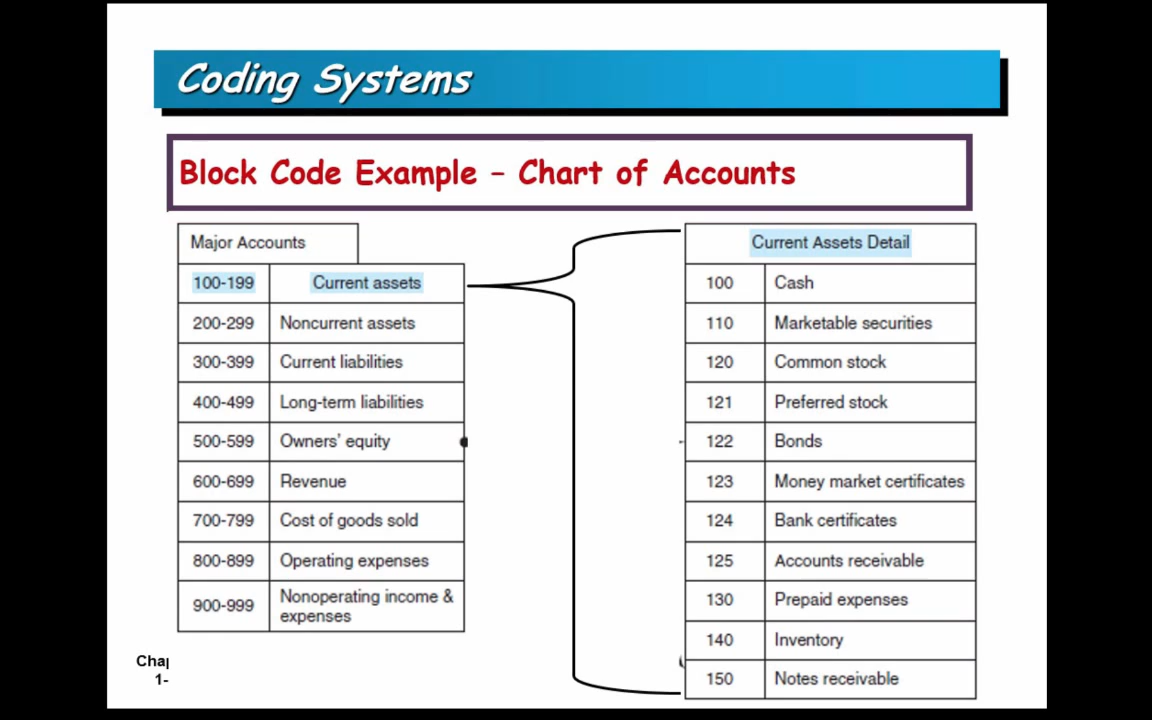 Coding Systems
Block Code Example – Chart of Accounts
Major Accounts
100-199 Current assets
200-299 Noncurrent assets
300-399 Current liabilities
400-499 Long-term liabilities
500-599 Owners' equity
600-699 Revenue
700-799 Cost of goods sold
800-899 Operating expenses
900-999 Nonoperating income &
expenses
Current Assets Detail
100 Cash
110 Marketable securities
120 Common stock
121 Preferred stock
122 Bonds
123 Money market certificates
124 Bank certificates
125 Accounts receivable
130 Prepaid expenses
140 Inventory
150 Notes receivable
Chap
1-